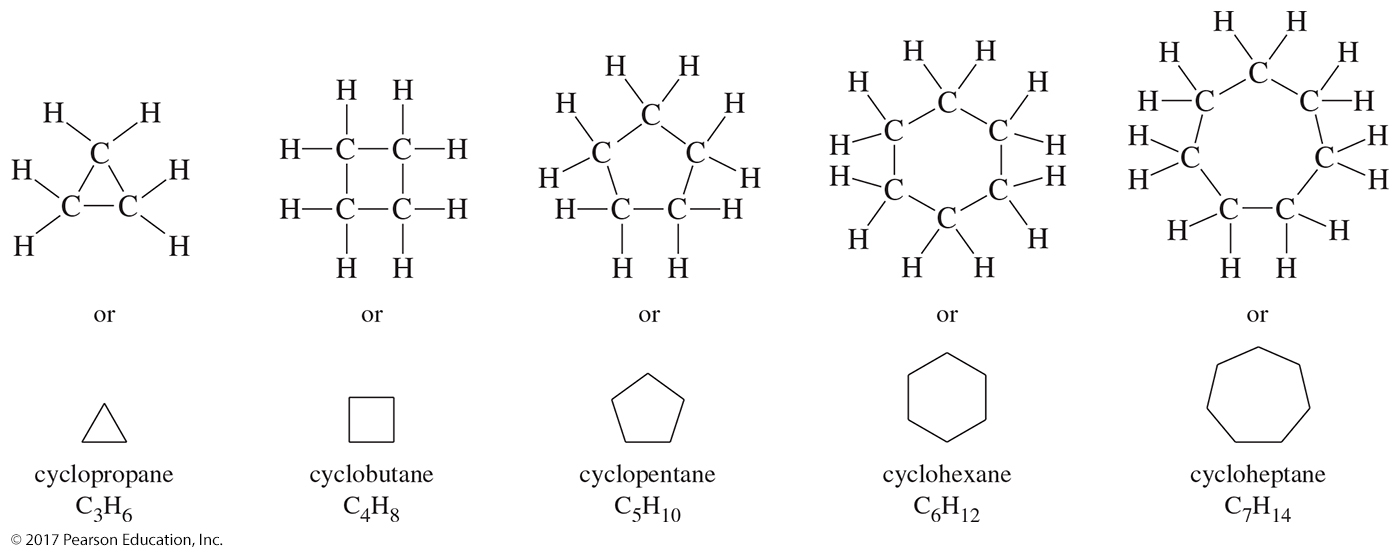 H H
C
H H
C C
H H
or
cyclopropane
C₃H₆
H H
H—C—C—H
H—C—C—H
H H
or
cyclobutane
C₄H₈
H H
H H
C
C C
H H
H—C—C—H
H H
or
cyclopentane
C₅H₁₀
H H
H H
C
C C
H H
H H
C C
C
H H
H H
or
cyclohexane
C₆H₁₂
H H
H H
C
H—C C—H
H H
C C
H H
C—C
H H
H H
or
cycloheptane
C₇H₁₄
© 2017 Pearson Education, Inc.